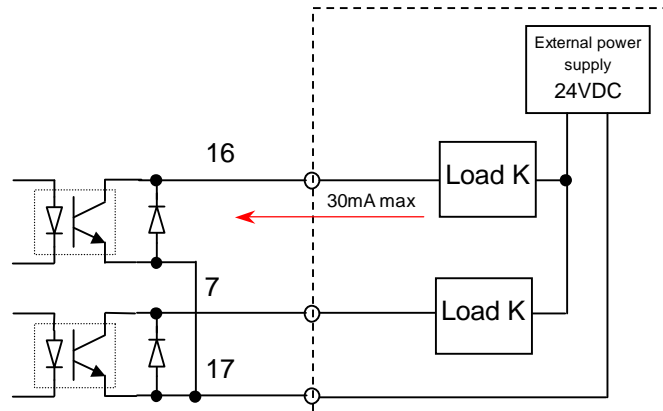 External power
supply
24VDC
16
Load K
30mA max
7
Load K
17